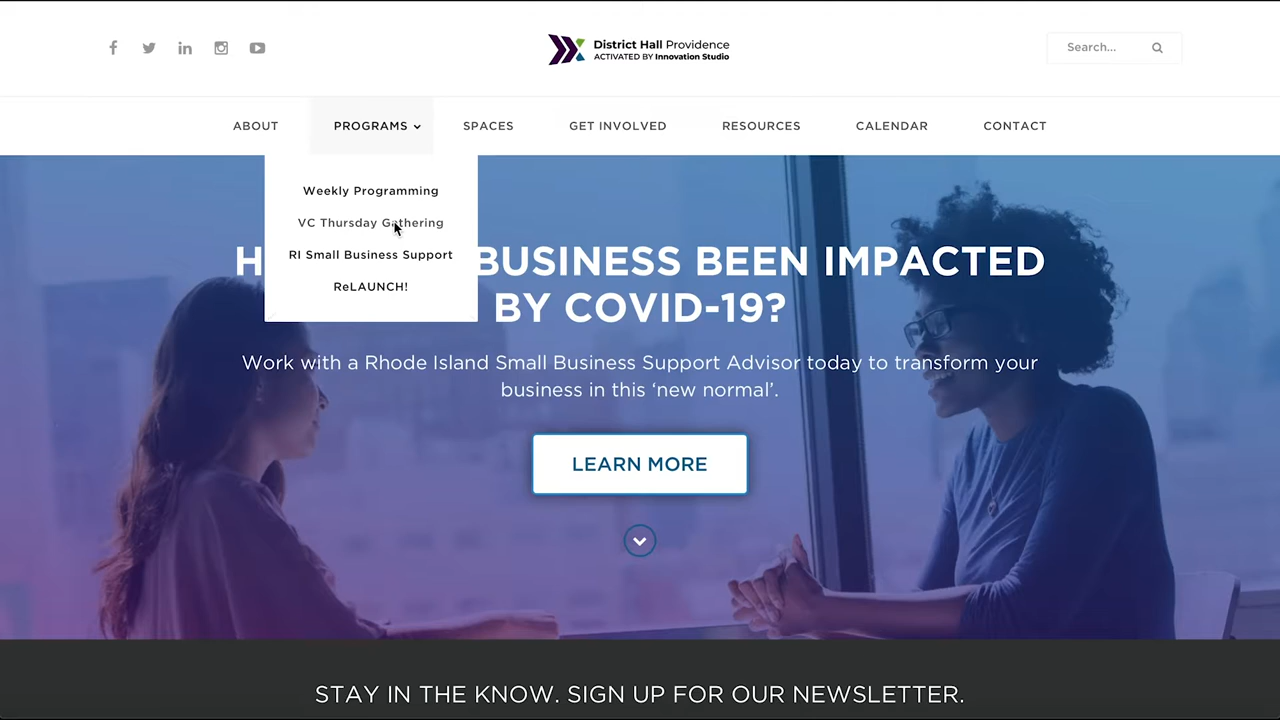 District Hall Providence
ACTIVATED BY Innovation Studio
Search...
ABOUT
PROGRAMS
SPACES
GET INVOLVED
RESOURCES
CALENDAR
CONTACT
Weekly Programming
VC Thursday Gathering
RI Small Business Support
ReLAUNCH!
H BUSINESS BEEN IMPACTED
BY COVID-19?
Work with a Rhode Island Small Business Support Advisor today to transform your
business in this ‘new normal’.
LEARN MORE
STAY IN THE KNOW. SIGN UP FOR OUR NEWSLETTER.